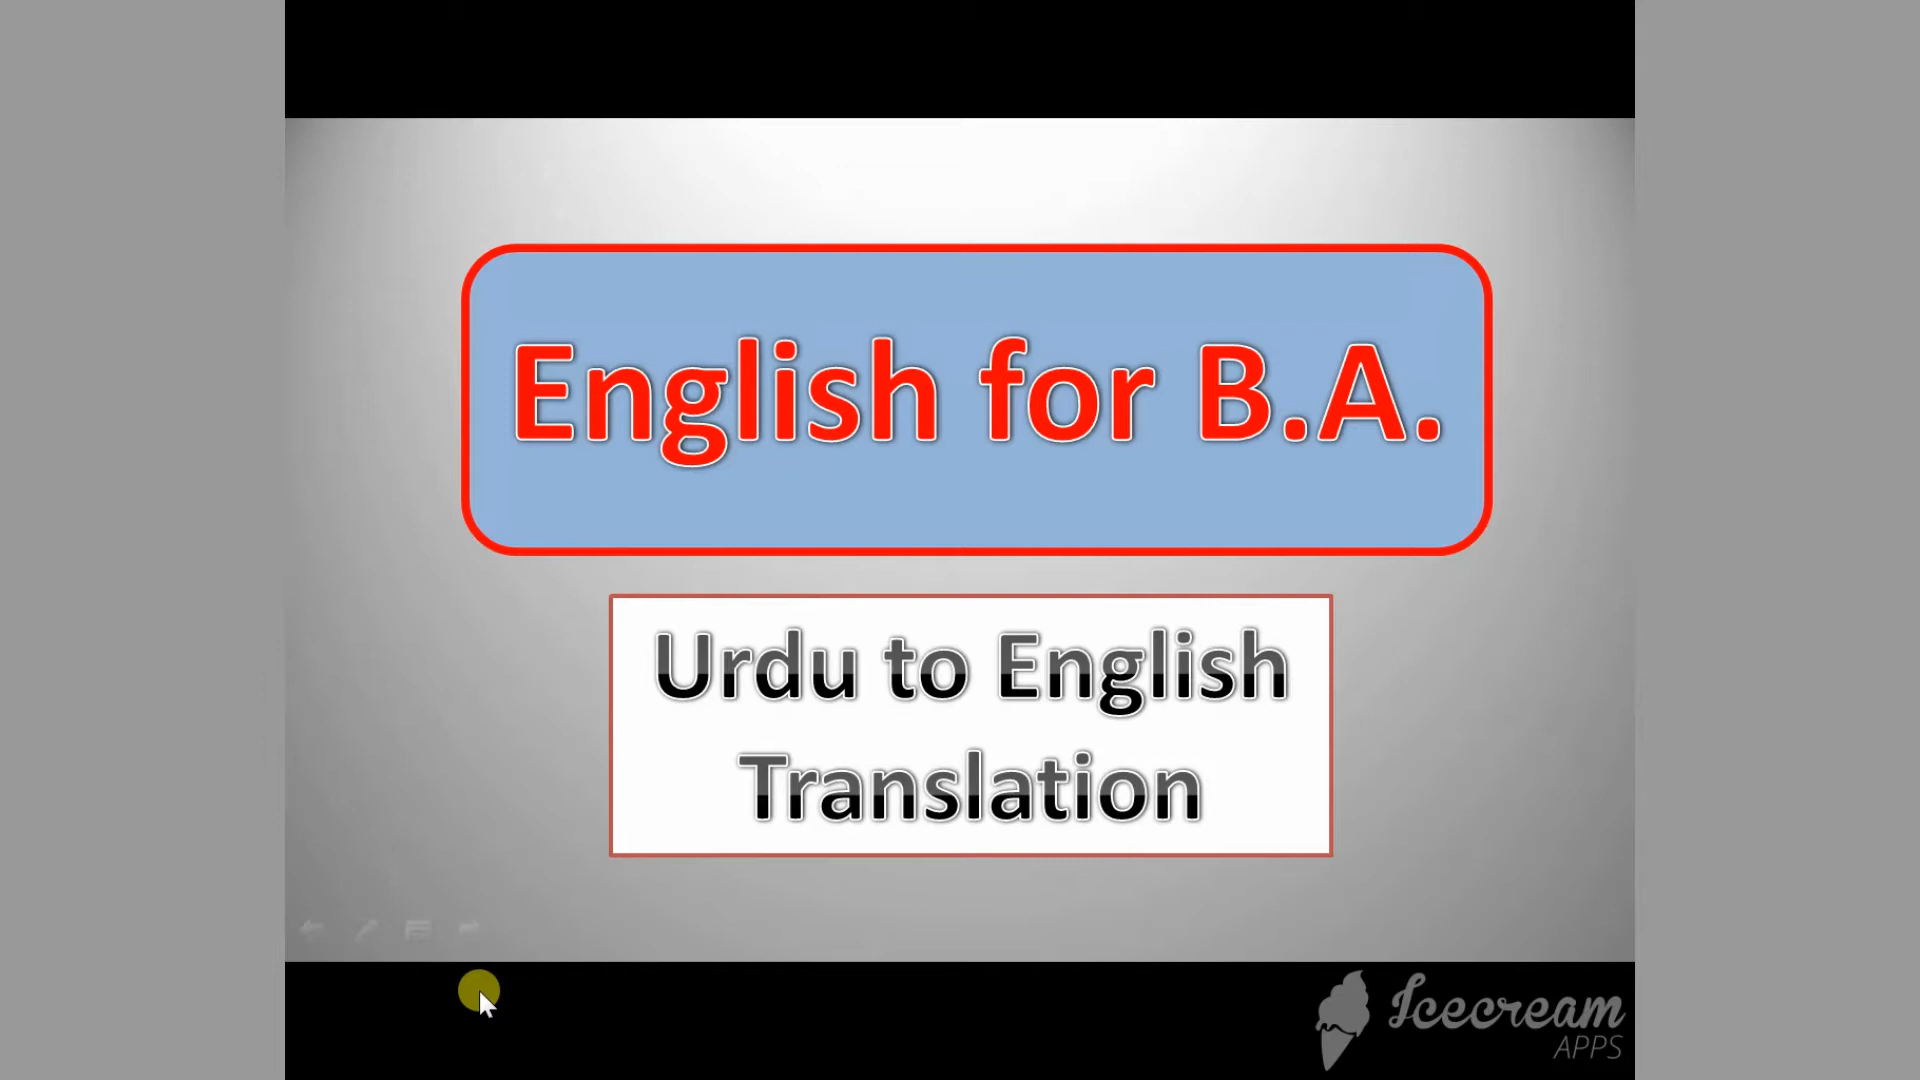 English for B.A.
Urdu to English
Translation
Icecream
APPS